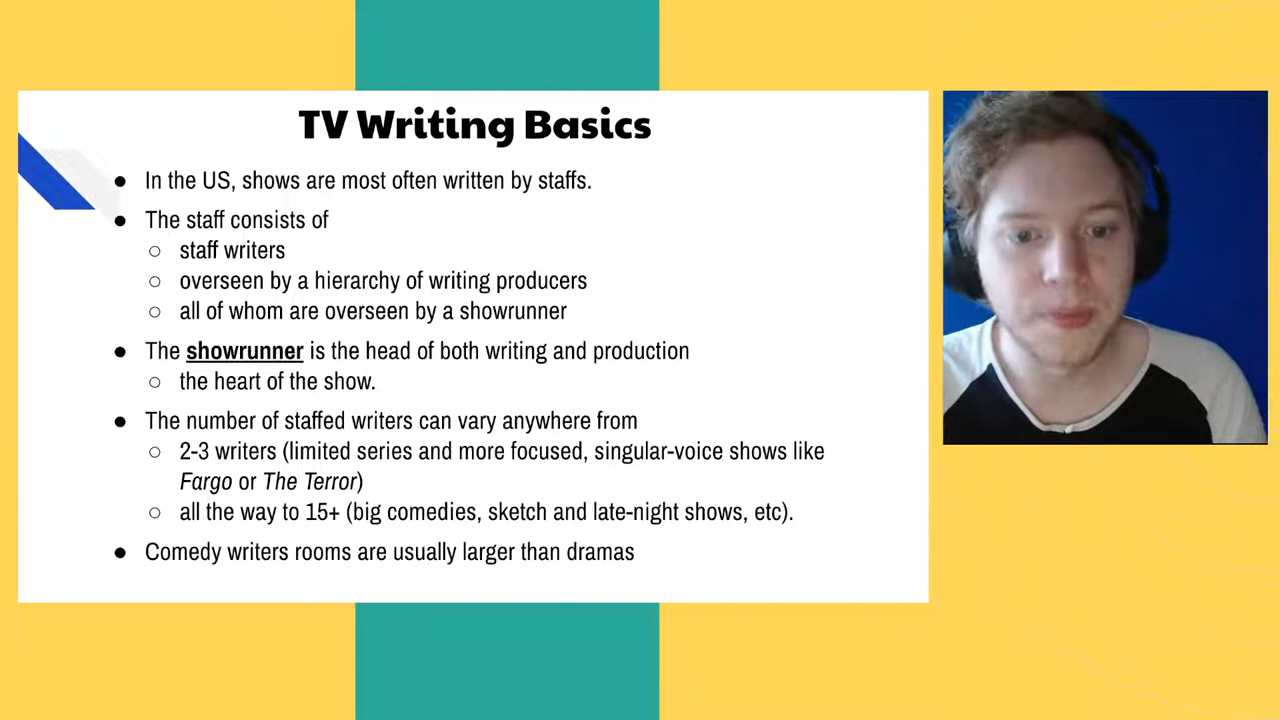 TV Writing Basics
● In the US, shows are most often written by staffs.
● The staff consists of
○ staff writers
○ overseen by a hierarchy of writing producers
○ all of whom are overseen by a showrunner
● The showrunner is the head of both writing and production
○ the heart of the show.
● The number of staffed writers can vary anywhere from
○ 2-3 writers (limited series and more focused, singular-voice shows like
Fargo or The Terror)
○ all the way to 15+ (big comedies, sketch and late-night shows, etc).
● Comedy writers rooms are usually larger than dramas